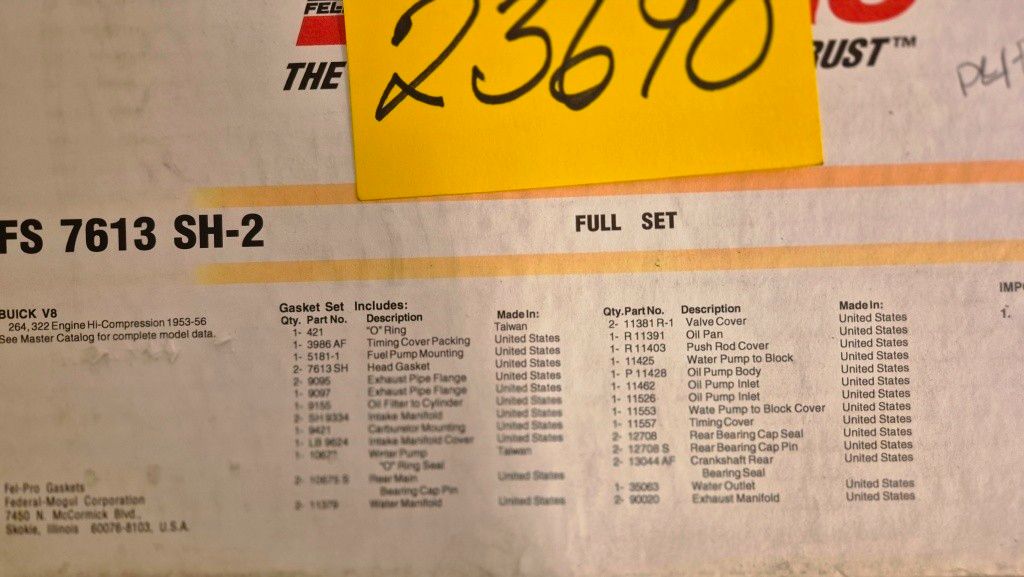 FEL-
23690
THE
RUST™
FS 7613 SH-2
FULL SET
BUICK V8
264, 322 Engine Hi-Compression 1953-56
See Master Catalog for complete model data.
Gasket Set Includes:
Qty. Part No. Description Made In:
1- 421 "O" Ring Taiwan
1- 3986 AF Timing Cover Packing United States
1- 5181-1 Fuel Pump Mounting United States
2- 7613 SH Head Gasket United States
2- 9095 Exhaust Pipe Flange United States
1- 9097 Exhaust Pipe Flange United States
1- 9155 Oil Filter to Cylinder United States
2- SH 9334 Intake Manifold United States
1- 9421 Carburetor Mounting United States
1- LB 9624 Intake Manifold Cover United States
1- Water Pump Taiwan
"O" Ring Seal
2- 10875 S Rear Main United States
Bearing Cap Pin
2- 11379 Water Manifold United States
Qty. Part No. Description Made In:
2- 11381 R-1 Valve Cover United States
1- R 11391 Oil Pan United States
1- R 11403 Push Rod Cover United States
1- 11425 Water Pump to Block United States
1- P 11428 Oil Pump Body United States
1- 11462 Oil Pump Inlet United States
1- 11526 Oil Pump Inlet United States
1- 11553 Wate Pump to Block Cover United States
1- 11557 Timing Cover United States
2- 12708 Rear Bearing Cap Seal United States
2- 12708 S Rear Bearing Cap Pin United States
2- 13044 AF Crankshaft Rear United States
Bearing Seal
1- 35063 Water Outlet United States
2- 90020 Exhaust Manifold United States
IMPO
1.
Fel-Pro Gaskets
Federal-Mogul Corporation
7450 N. McCormick Blvd.,
Skokie, Illinois 60076-8103, U.S.A.